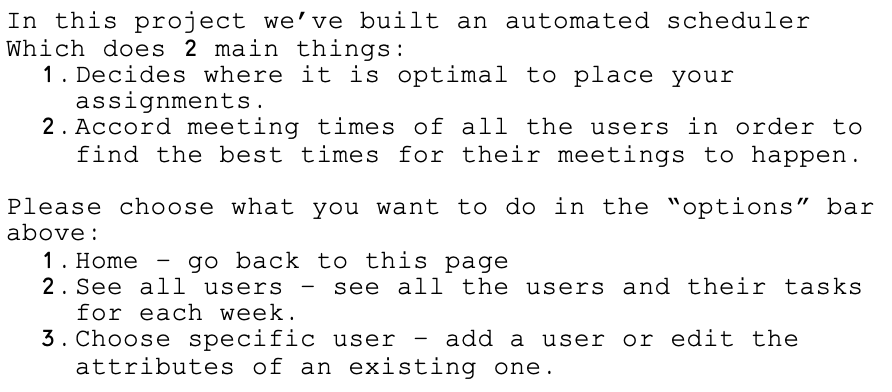 In this project we’ve built an automated scheduler
Which does 2 main things:
1. Decides where it is optimal to place your
assignments.
2. Accord meeting times of all the users in order to
find the best times for their meetings to happen.
Please choose what you want to do in the “options” bar
above:
1. Home – go back to this page
2. See all users – see all the users and their tasks
for each week.
3. Choose specific user – add a user or edit the
attributes of an existing one.